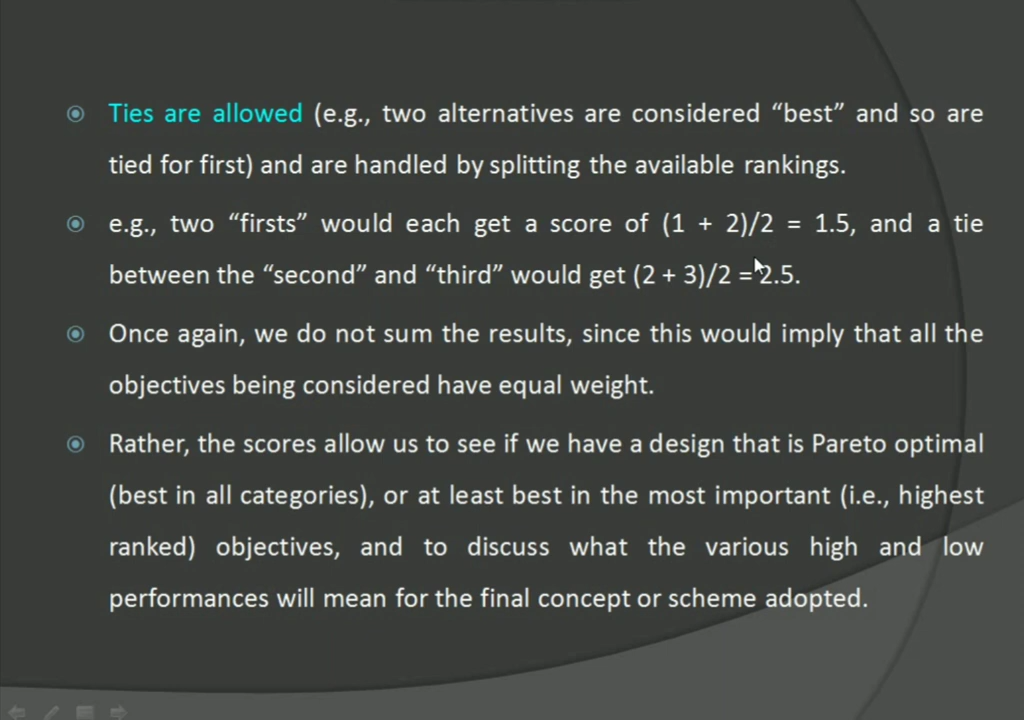 Ties are allowed (e.g., two alternatives are considered “best” and so are
tied for first) and are handled by splitting the available rankings.
e.g., two “firsts” would each get a score of (1 + 2)/2 = 1.5, and a tie
between the “second” and “third” would get (2 + 3)/2 = 2.5.
Once again, we do not sum the results, since this would imply that all the
objectives being considered have equal weight.
Rather, the scores allow us to see if we have a design that is Pareto optimal
(best in all categories), or at least best in the most important (i.e., highest
ranked) objectives, and to discuss what the various high and low
performances will mean for the final concept or scheme adopted.